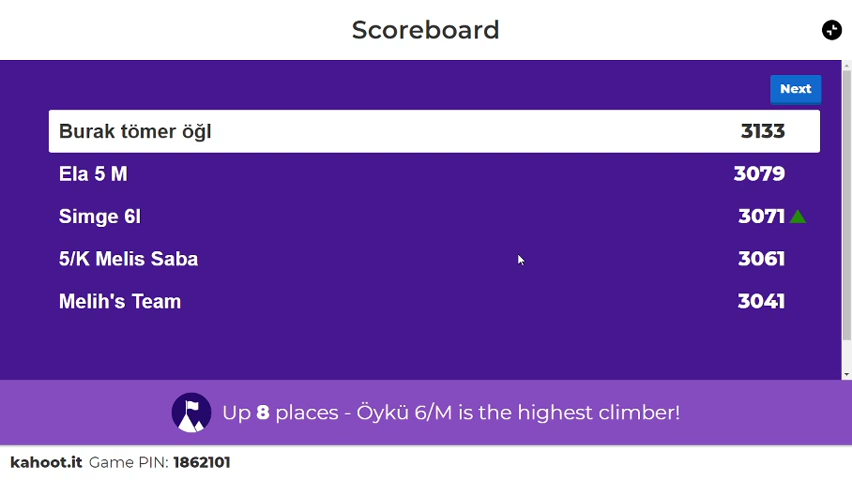 Scoreboard
Next
Burak tömer öğl 3133
Ela 5 M 3079
Simge 6I 3071
5/K Melis Saba 3061
Melih's Team 3041
Up 8 places - Öykü 6/M is the highest climber!
kahoot.it Game PIN: 1862101